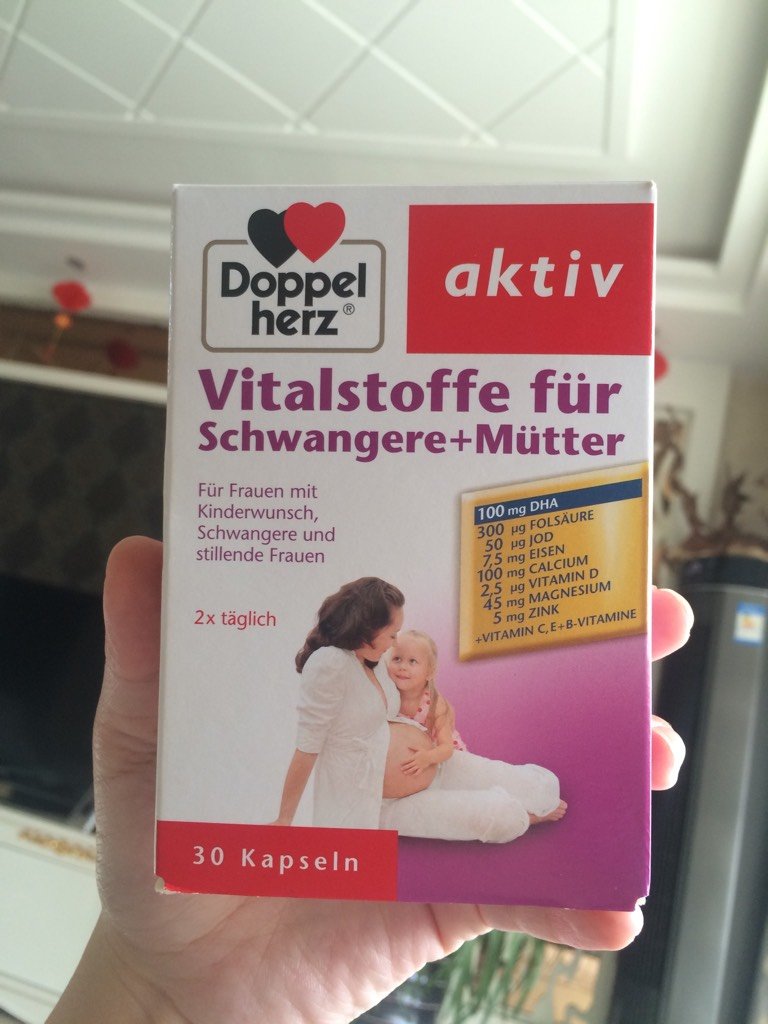 Doppel
herz®
aktiv
Vitalstoffe für
Schwangere+Mütter
Für Frauen mit
Kinderwunsch,
Schwangere und
stillende Frauen
2x täglich
100 mg DHA
300 µg FOLSÄURE
50 µg JOD
7,5 mg EISEN
100 mg CALCIUM
2,5 µg VITAMIN D
45 mg MAGNESIUM
5 mg ZINK
+VITAMIN C,E+B-VITAMINE
30 Kapseln